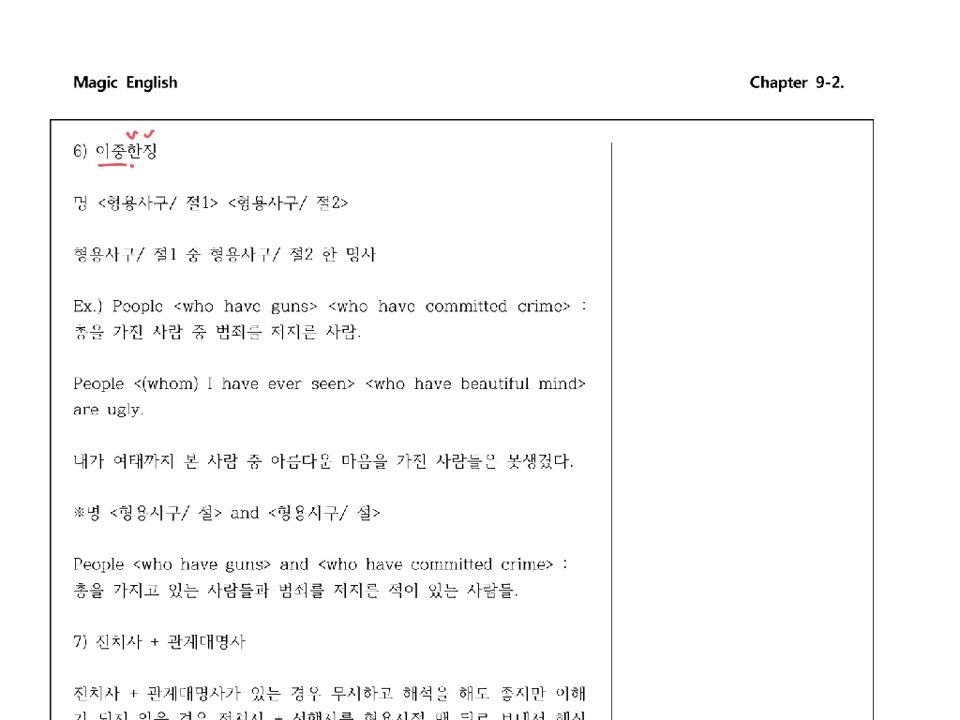 Magic English
Chapter 9-2.
6) 이중한정
명 <형용사구/ 절1> <형용사구/ 절2>
형용사구/ 절1 중 형용사구/ 절2 한 명사
Ex.) People <who have guns> <who have committed crime> :
총을 가진 사람 중 범죄를 저지른 사람.
People <(whom) I have ever seen> <who have beautiful mind>
are ugly.
내가 여태까지 본 사람 중 아름다운 마음을 가진 사람들은 못생겼다.
※명 <형용사구/ 절> and <형용사구/ 절>
People <who have guns> and <who have committed crime> :
총을 가지고 있는 사람들과 범죄를 저지른 적이 있는 사람들.
7) 전치사 + 관계대명사
전치사 + 관계대명사가 있는 경우 무시하고 해석을 해도 좋지만 이해